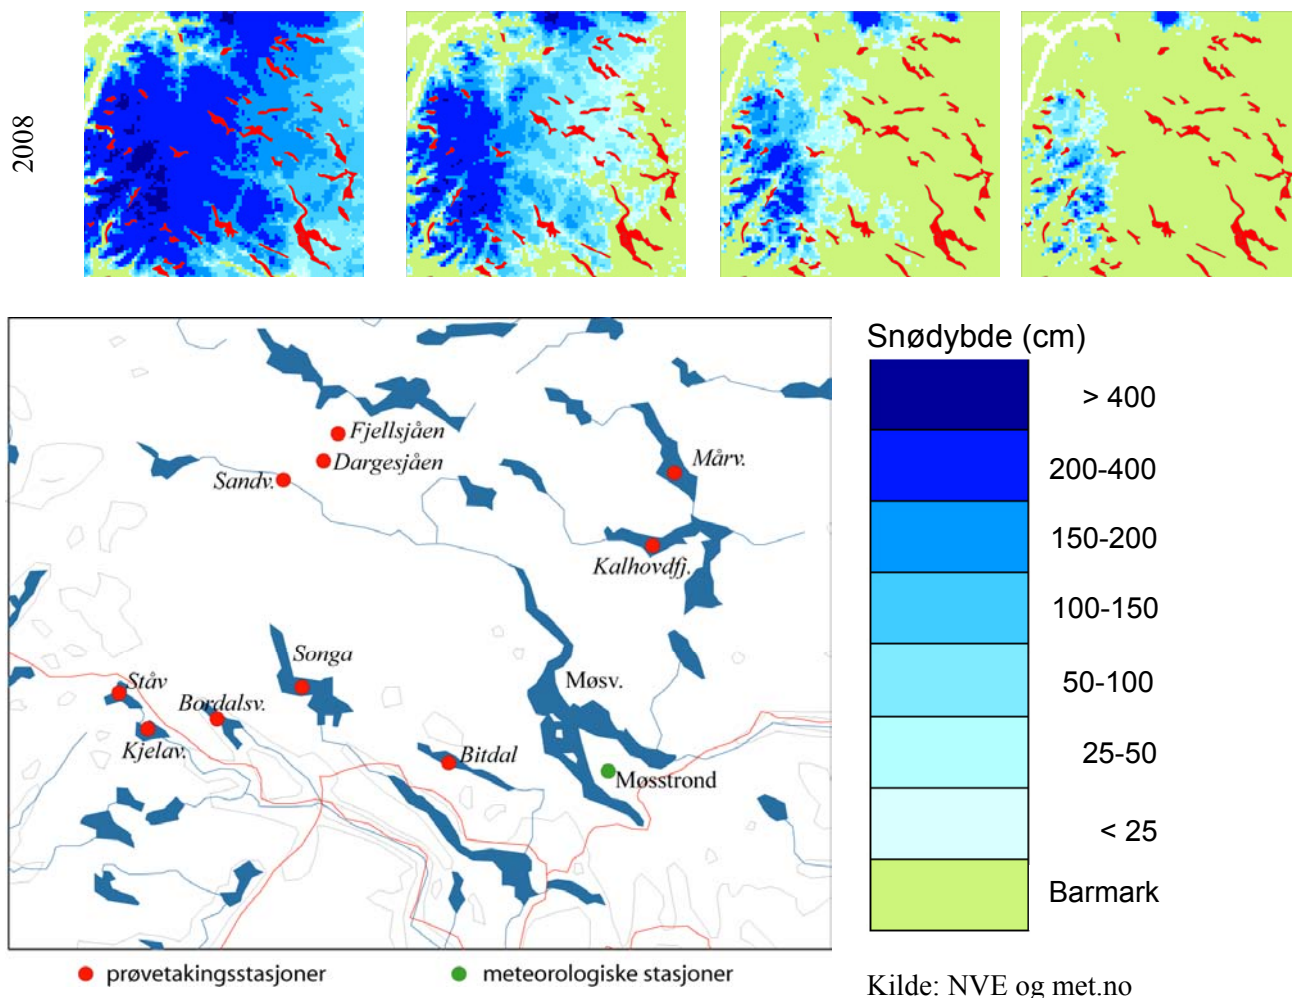 2008
Snødybde (cm)
> 400
200-400
150-200
100-150
50-100
25-50
< 25
Barmark
Fjellsjåen
Dargesjåen
Sandv.
Mårv.
Kalhovdfj.
Songa
Møsv.
Ståv
Bordalsv.
Kjelav.
Bitdal
Møsstrond
prøvetakingsstasjoner
meteorologiske stasjoner
Kilde: NVE og met.no